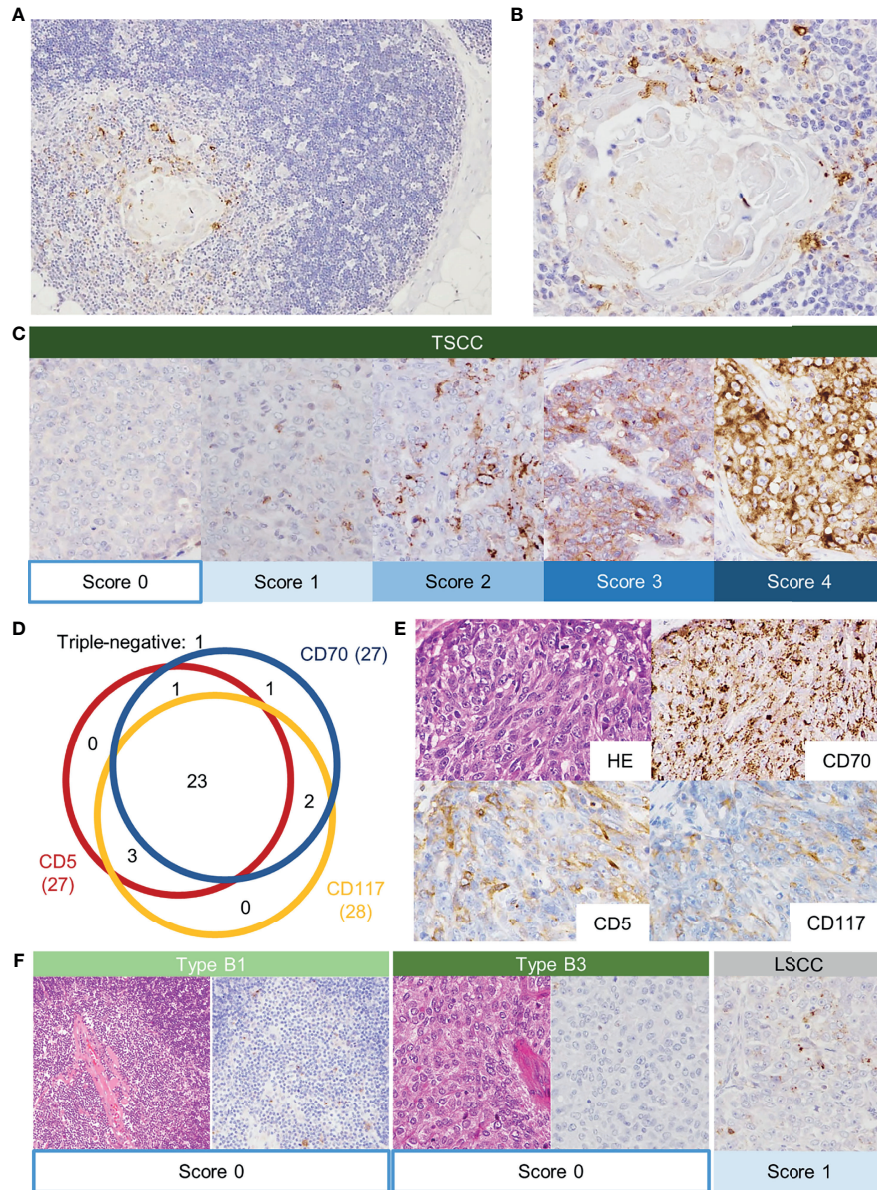 A
B
C
TSCC
Score 0
Score 1
Score 2
Score 3
Score 4
D
Triple-negative: 1
CD70 (27)
1
1
0
23
2
3
CD5
(27)
0
CD117
(28)
E
HE
CD70
CD5
CD117
F
Type B1
Type B3
LSCC
Score 0
Score 0
Score 1